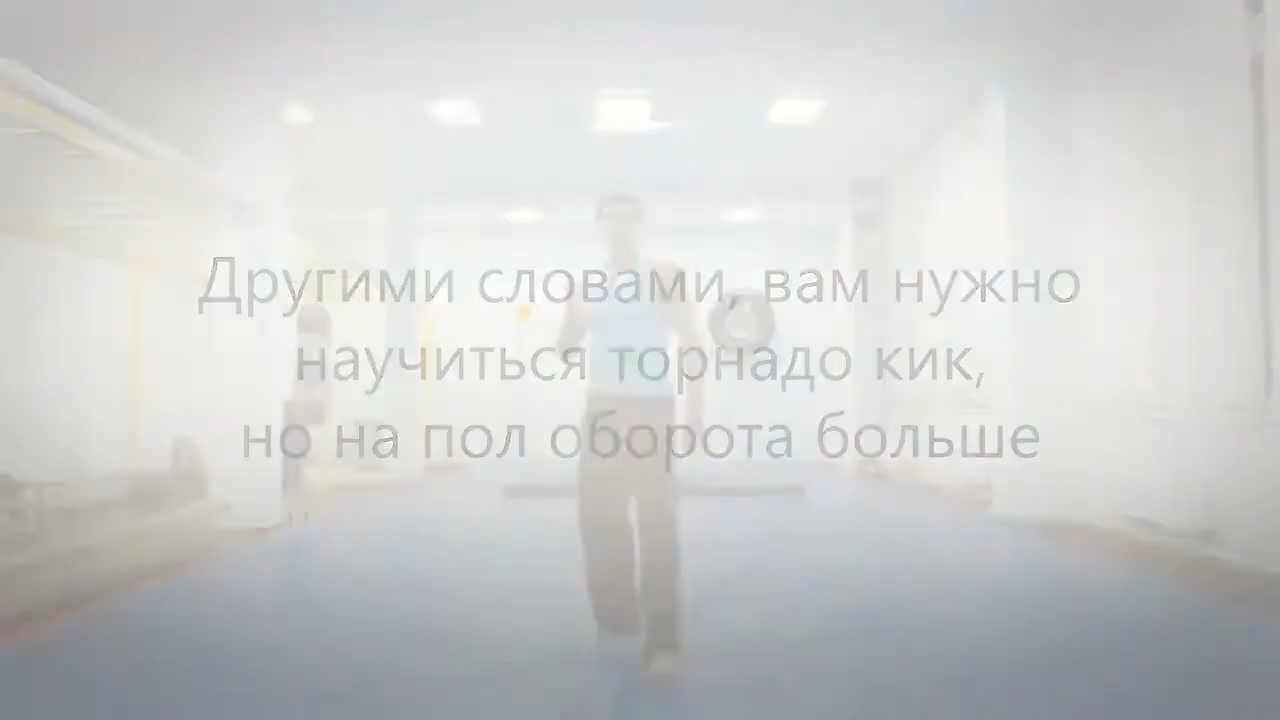 Другими словами, вам нужно
научиться торнадо кик,
но на пол оборота больше